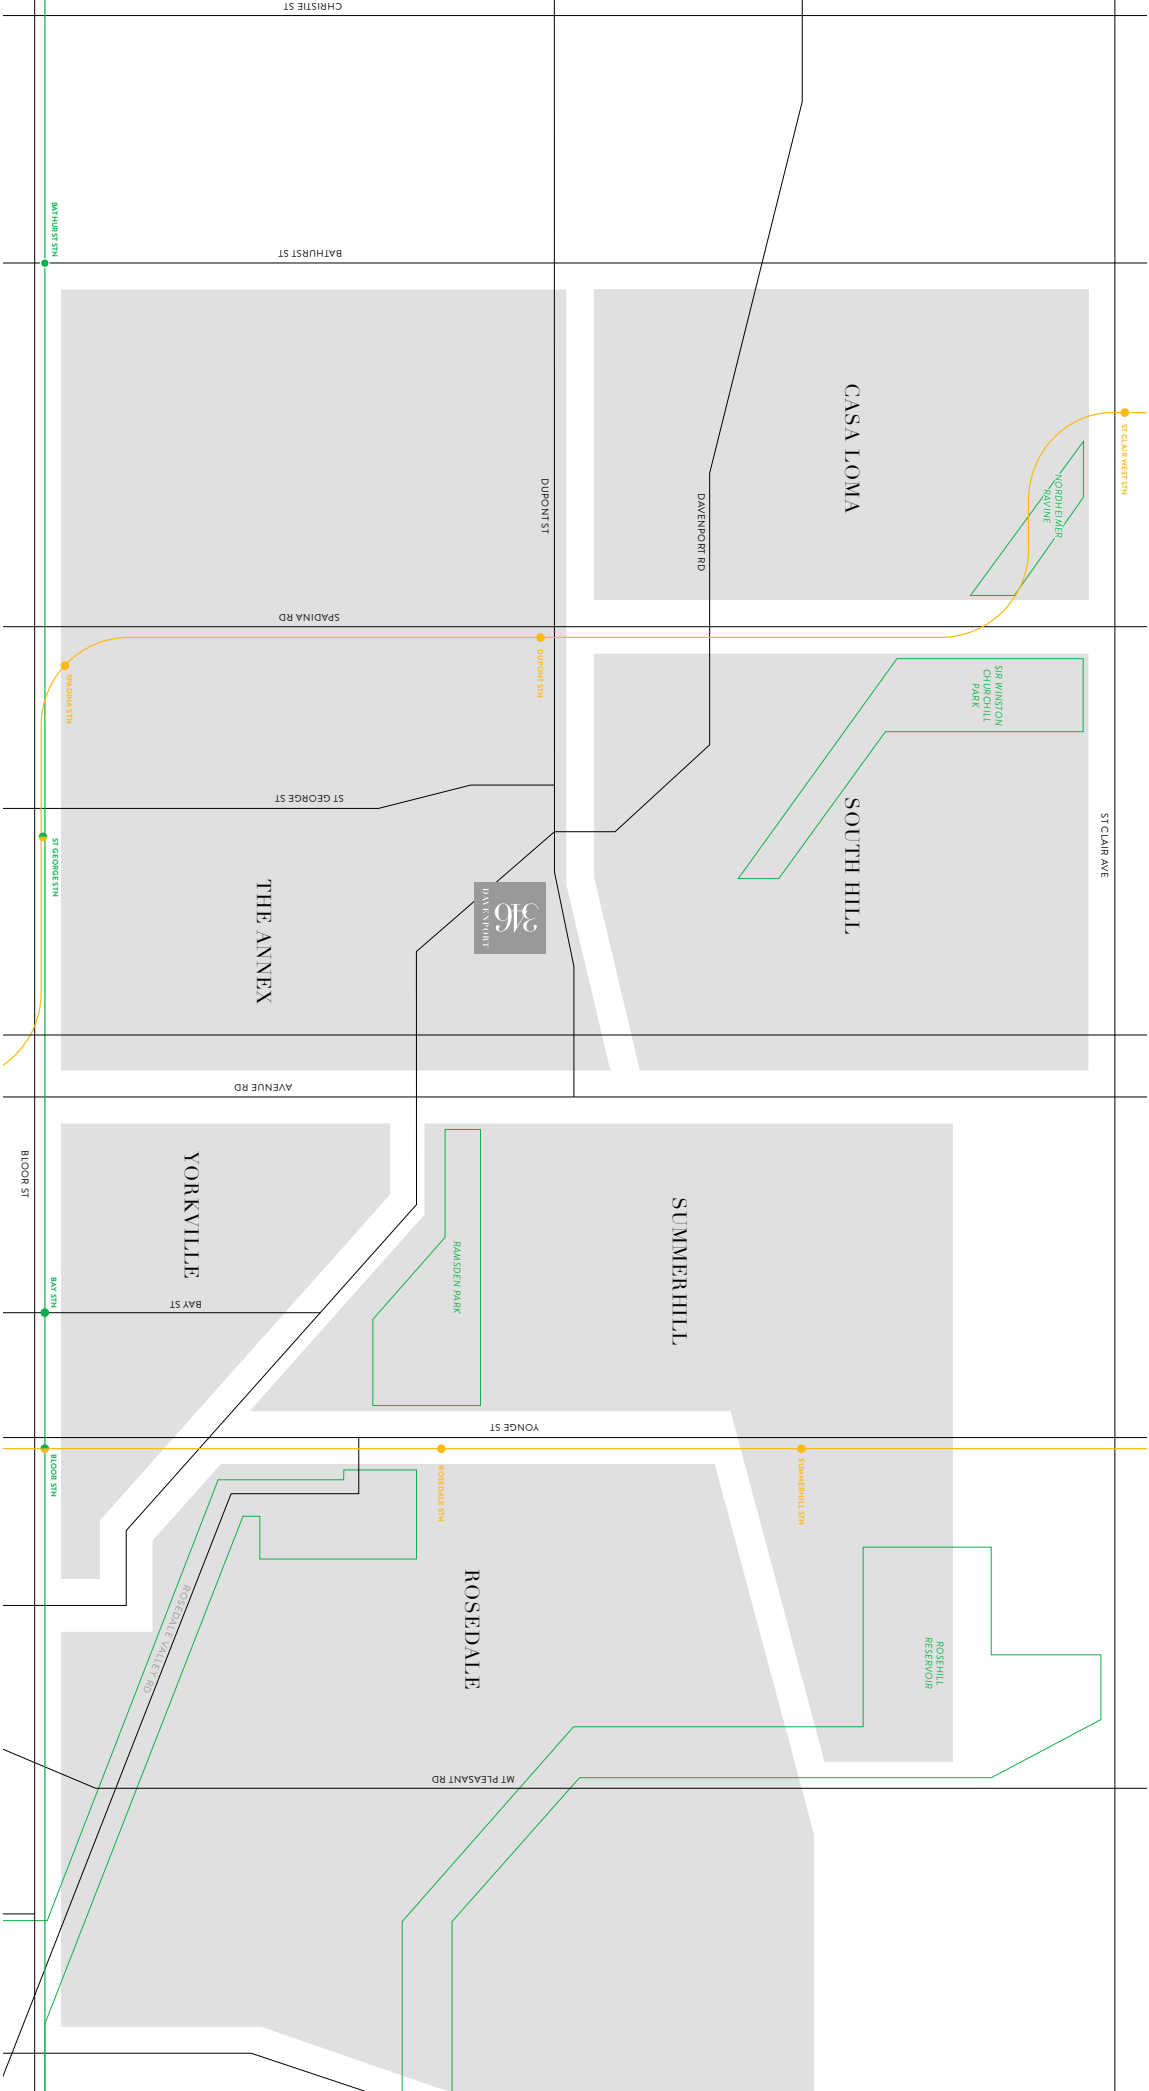 CHRISTIE ST
BATHURST STN
BATHURST ST
CASA LOMA
ST CLAIR WEST STN
NORDHEIMER
RAVINE
DUPONT ST
DAVENPORT RD
SPADINA RD
SPADINA STN
DUPONT STN
SIR WINSTON
CHURCHILL
PARK
ST GEORGE ST
ST GEORGE STN
SOUTH HILL
ST CLAIR AVE
THE ANNEX
346
DAVENPORT
AVENUE RD
BLOOR ST
YORKVILLE
SUMMERHILL
RAMSDEN PARK
BAY STN
BAY ST
YONGE ST
BLOOR STN
ROSEDALE STN
SUMMERHILL STN
ROSEDALE
ROSEDALE VALLEY RD
ROSEHILL
RESERVOIR
MT PLEASANT RD